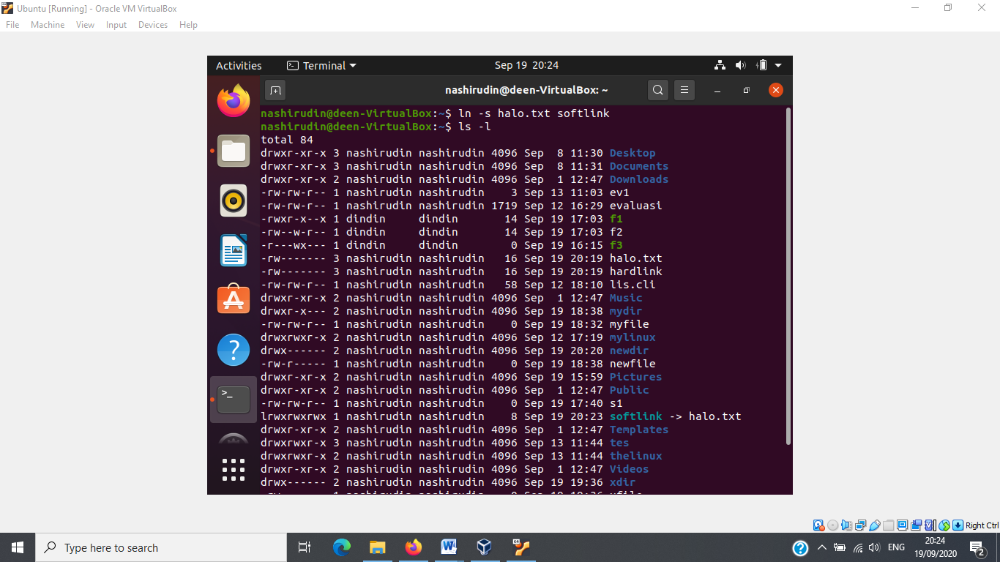 Ubuntu [Running] - Oracle VM VirtualBox
File Machine View Input Devices Help
Activities Terminal Sep 19 20:24
nashirudin@deen-VirtualBox: ~
nashirudin@deen-VirtualBox:~$ ln -s halo.txt softlink
nashirudin@deen-VirtualBox:~$ ls -l
total 84
drwxr-xr-x 3 nashirudin nashirudin 4096 Sep  8 11:30 Desktop
drwxr-xr-x 3 nashirudin nashirudin 4096 Sep  8 11:31 Documents
drwxr-xr-x 2 nashirudin nashirudin 4096 Sep  1 12:47 Downloads
-rw-rw-r-- 1 nashirudin nashirudin    3 Sep 13 11:03 ev1
-rw-rw-r-- 1 nashirudin nashirudin 1719 Sep 12 16:29 evaluasi
-rwxr-x--x 1 dindin     dindin       14 Sep 19 17:03 f1
-rw--w-r-- 1 dindin     dindin       14 Sep 19 17:03 f2
-r---wx--- 1 dindin     dindin        0 Sep 19 16:15 f3
-rw------- 3 nashirudin nashirudin   16 Sep 19 20:19 halo.txt
-rw------- 3 nashirudin nashirudin   16 Sep 19 20:19 hardlink
-rw-rw-r-- 1 nashirudin nashirudin   58 Sep 12 18:10 lis.cli
drwxr-xr-x 2 nashirudin nashirudin 4096 Sep  1 12:47 Music
drwxr-x--- 2 nashirudin nashirudin 4096 Sep 19 18:38 mydir
-rw-rw-r-- 1 nashirudin nashirudin    0 Sep 19 18:32 myfile
drwxrwxr-x 2 nashirudin nashirudin 4096 Sep 12 17:19 mylinux
drwx------ 2 nashirudin nashirudin 4096 Sep 19 20:20 newdir
-rw-r----- 1 nashirudin nashirudin    0 Sep 19 18:38 newfile
drwxr-xr-x 2 nashirudin nashirudin 4096 Sep 19 15:59 Pictures
drwxr-xr-x 2 nashirudin nashirudin 4096 Sep  1 12:47 Public
-rw-rw-r-- 1 nashirudin nashirudin    0 Sep 19 17:40 s1
lrwxrwxrwx 1 nashirudin nashirudin    8 Sep 19 20:23 softlink -> halo.txt
drwxr-xr-x 2 nashirudin nashirudin 4096 Sep  1 12:47 Templates
drwxrwxr-x 3 nashirudin nashirudin 4096 Sep 13 11:44 tes
drwxrwxr-x 2 nashirudin nashirudin 4096 Sep 13 11:44 thelinux
drwxr-xr-x 2 nashirudin nashirudin 4096 Sep  1 12:47 Videos
drwx------ 2 nashirudin nashirudin 4096 Sep 19 19:36 xdir
Right Ctrl
Type here to search
ENG
20:24
19/09/2020
2